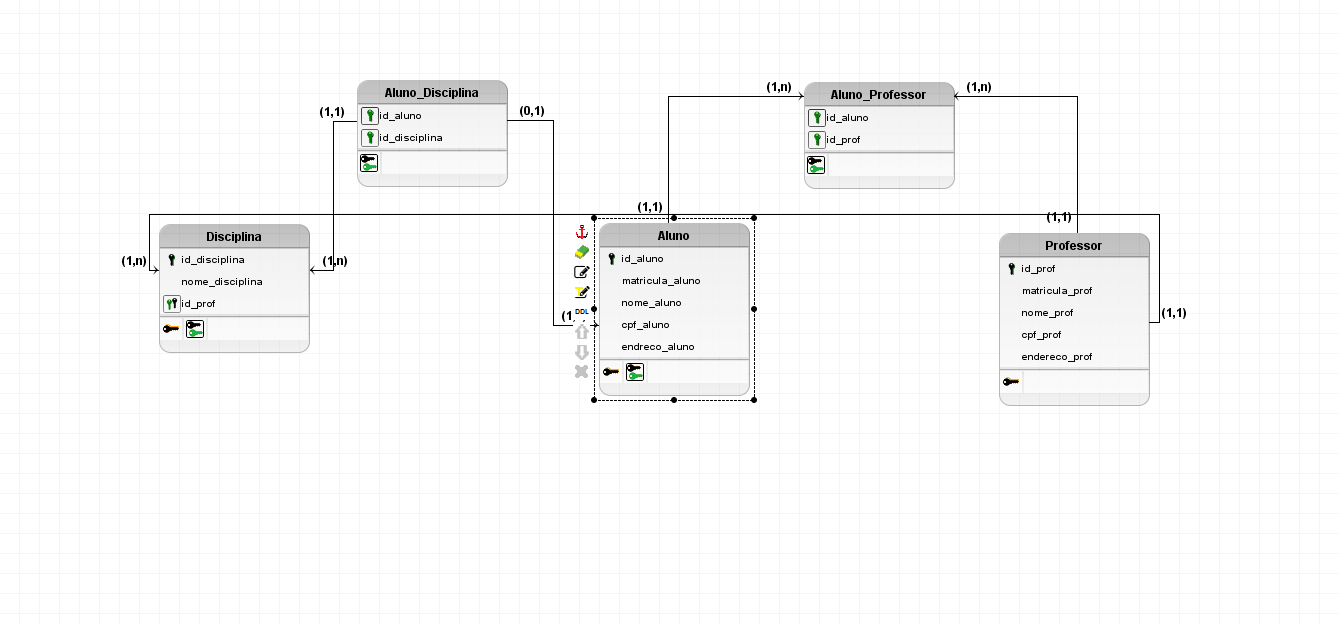 Aluno_Disciplina
id_aluno
id_disciplina
(1,1)
(0,1)
(1,n)
Aluno_Professor
id_aluno
id_prof
(1,n)
(1,1)
(1,1)
Disciplina
id_disciplina
nome_disciplina
id_prof
(1,n)
(1,n)
Aluno
id_aluno
matricula_aluno
nome_aluno
cpf_aluno
endreco_aluno
DDL
(1,
Professor
id_prof
matricula_prof
nome_prof
cpf_prof
endereco_prof
(1,1)